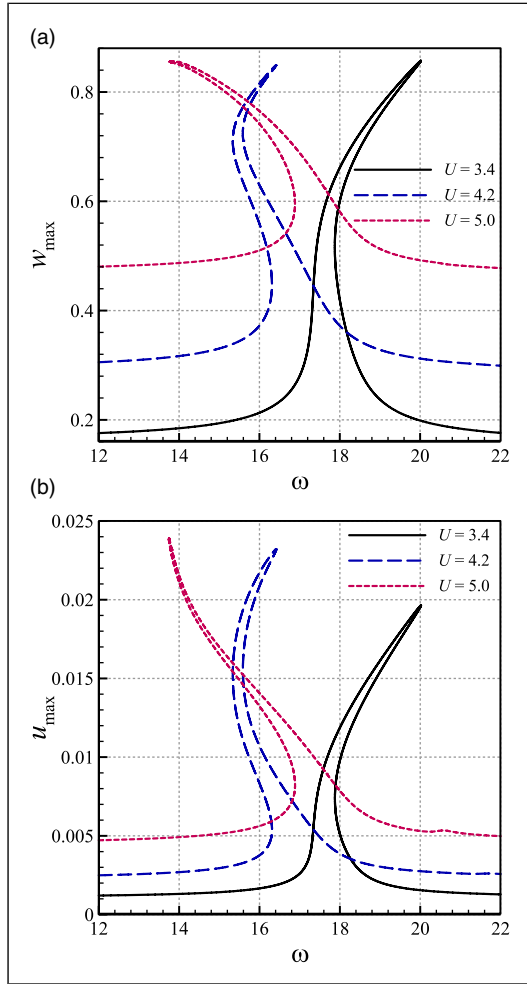 (a)
0.8
0.6
0.4
0.2
w max
U = 3.4
U = 4.2
U = 5.0
12 14 16 18 20 22
ω
(b)
0.025
0.02
0.015
0.01
0.005
0
u max
U = 3.4
U = 4.2
U = 5.0
12 14 16 18 20 22
ω